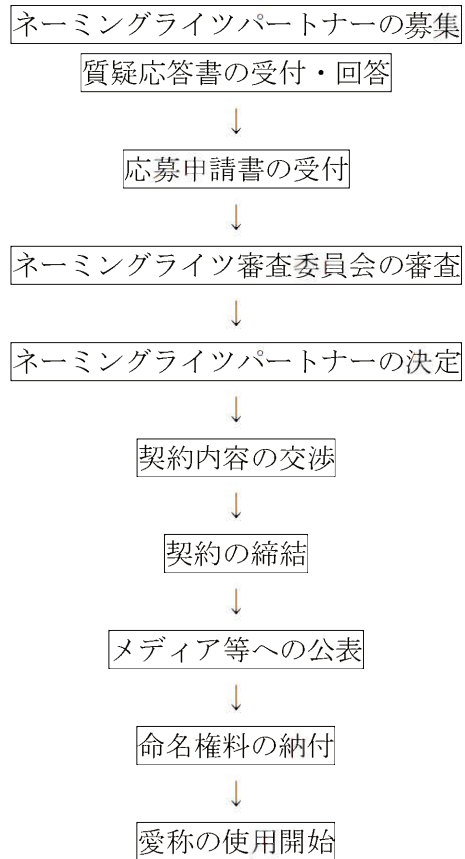 ネーミングライツパートナーの募集
質疑応答書の受付・回答
↓
応募申請書の受付
↓
ネーミングライツ審査委員会の審査
↓
ネーミングライツパートナーの決定
↓
契約内容の交渉
↓
契約の締結
↓
メディア等への公表
↓
命名権料の納付
↓
愛称の使用開始